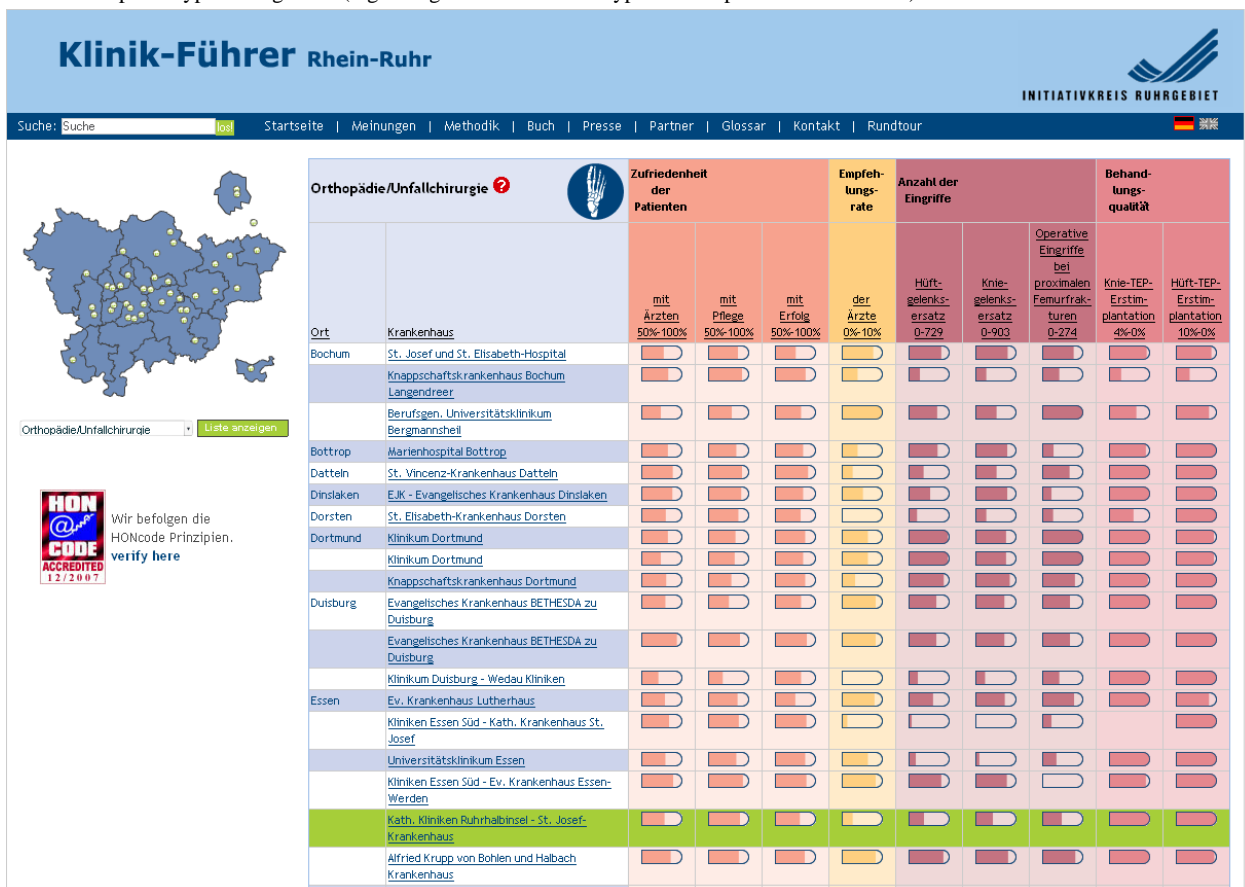 Klinik-Führer Rhein-Ruhr
INITIATIVKREIS RUHRGEBIET
Suche: Suche los! Startseite | Meinungen | Methodik | Buch | Presse | Partner | Glossar | Kontakt | Rundtour
Orthopädie/Unfallchirurgie ?
Zufriedenheit
der
Patienten
Empfeh-
lungs-
rate
Anzahl der
Eingriffe
Behand-
lungs-
qualität
Ort
Krankenhaus
mit
Ärzten
50%-100%
mit
Pflege
50%-100%
mit
Erfolg
50%-100%
der
Ärzte
0%-10%
Hüft-
gelenks-
ersatz
0-729
Knie-
gelenks-
ersatz
0-903
Operative
Eingriffe
bei
proximalen
Femurfrak-
turen
0-274
Knie-TEP-
Erstim-
plantation
4%-0%
Hüft-TEP-
Erstim-
plantation
10%-0%
Bochum St. Josef und St. Elisabeth-Hospital
Knappschaftskrankenhaus Bochum
Langendreer
Berufsgen. Universitätsklinikum
Bergmannsheil
Bottrop Marienhospital Bottrop
Datteln St. Vincenz-Krankenhaus Datteln
Dinslaken EJK - Evangelisches Krankenhaus Dinslaken
Dorsten St. Elisabeth-Krankenhaus Dorsten
Dortmund Klinikum Dortmund
Klinikum Dortmund
Knappschaftskrankenhaus Dortmund
Duisburg Evangelisches Krankenhaus BETHESDA zu
Duisburg
Evangelisches Krankenhaus BETHESDA zu
Duisburg
Klinikum Duisburg - Wedau Kliniken
Essen Ev. Krankenhaus Lutherhaus
Kliniken Essen Süd - Kath. Krankenhaus St.
Josef
Universitätsklinikum Essen
Kliniken Essen Süd - Ev. Krankenhaus Essen-
Werden
Kath. Kliniken Ruhrhalbinsel - St. Josef-
Krankenhaus
Alfried Krupp von Bohlen und Halbach
Krankenhaus
Orthopädie/Unfallchirurgie Liste anzeigen
HON
@
CODE
ACCREDITED
12/2007
Wir befolgen die
HONcode Prinzipien.
verify here